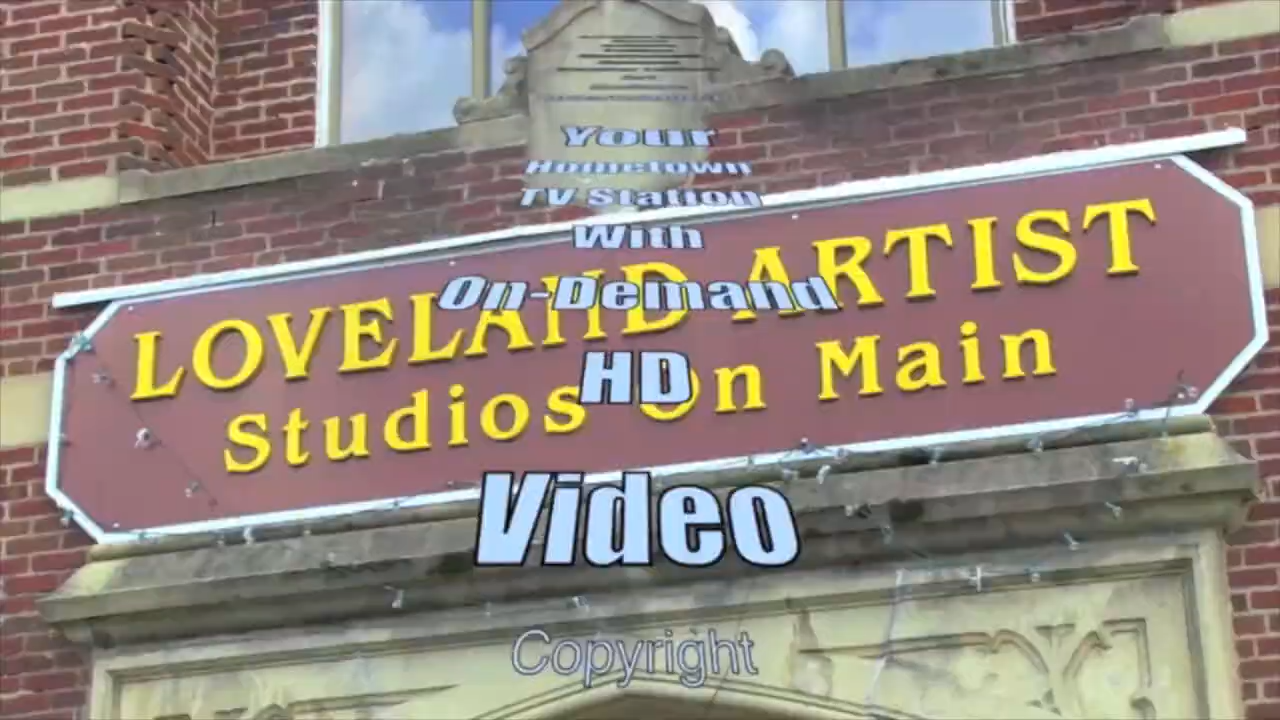 Your
Hometown
TV Station
With
On-Demand
HD
Video
LOVELAND ARTIST
Studios On Main
Copyright